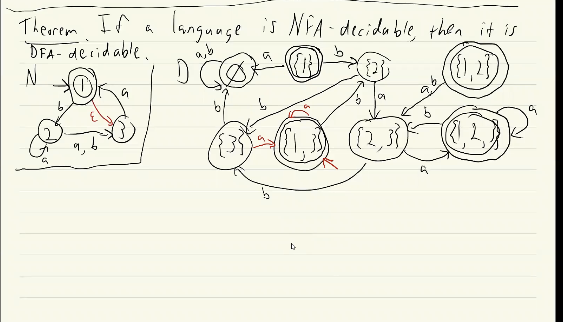 Theorem. If a language is NFA-decidable, then it is
DFA-decidable.
N
1
b
ε
a
2
a, b
3
a
D
a,b
∅
a
{1}
b
{2}
{1,2}
a,b
b
b
a
b
a
{3}
a
{1,3}
a
b
{2,3}
b
a
{1,2,3}
b